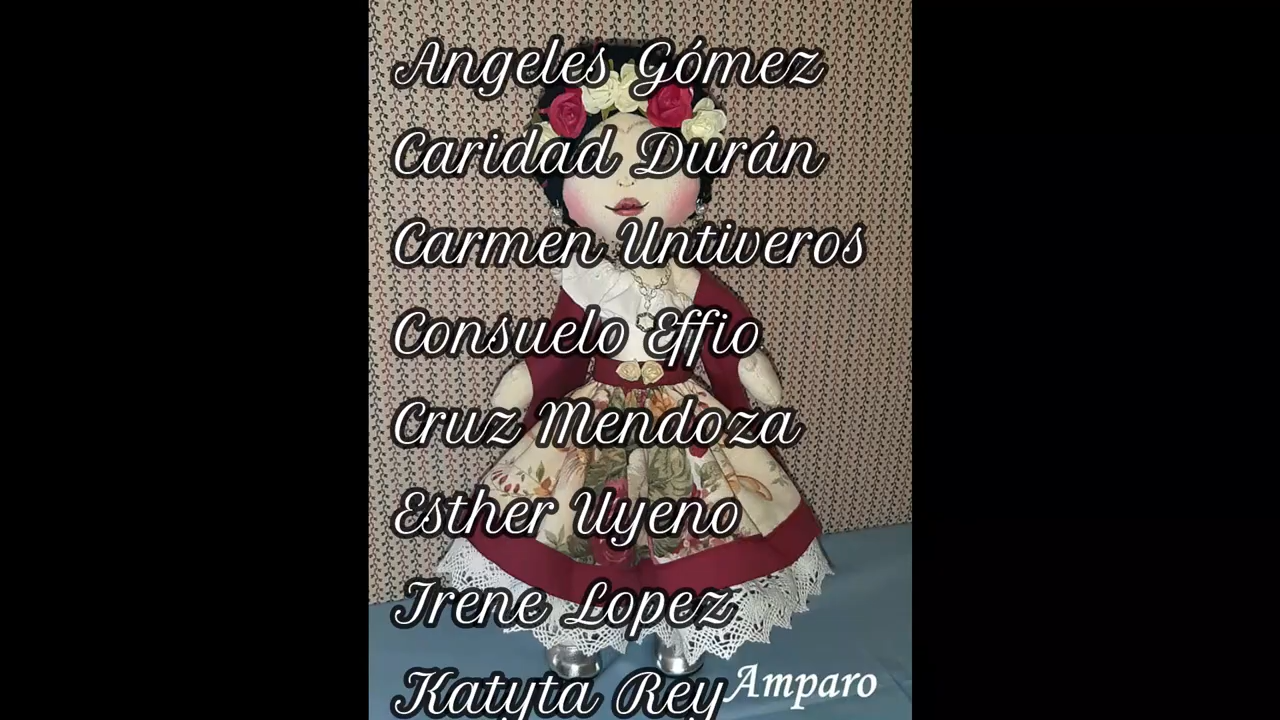 Angeles Gómez
Caridad Durán
Carmen Untiveros
Consuelo Effio
Cruz Mendoza
Esther Uyeno
Irene Lopez
Katyta Rey
Amparo